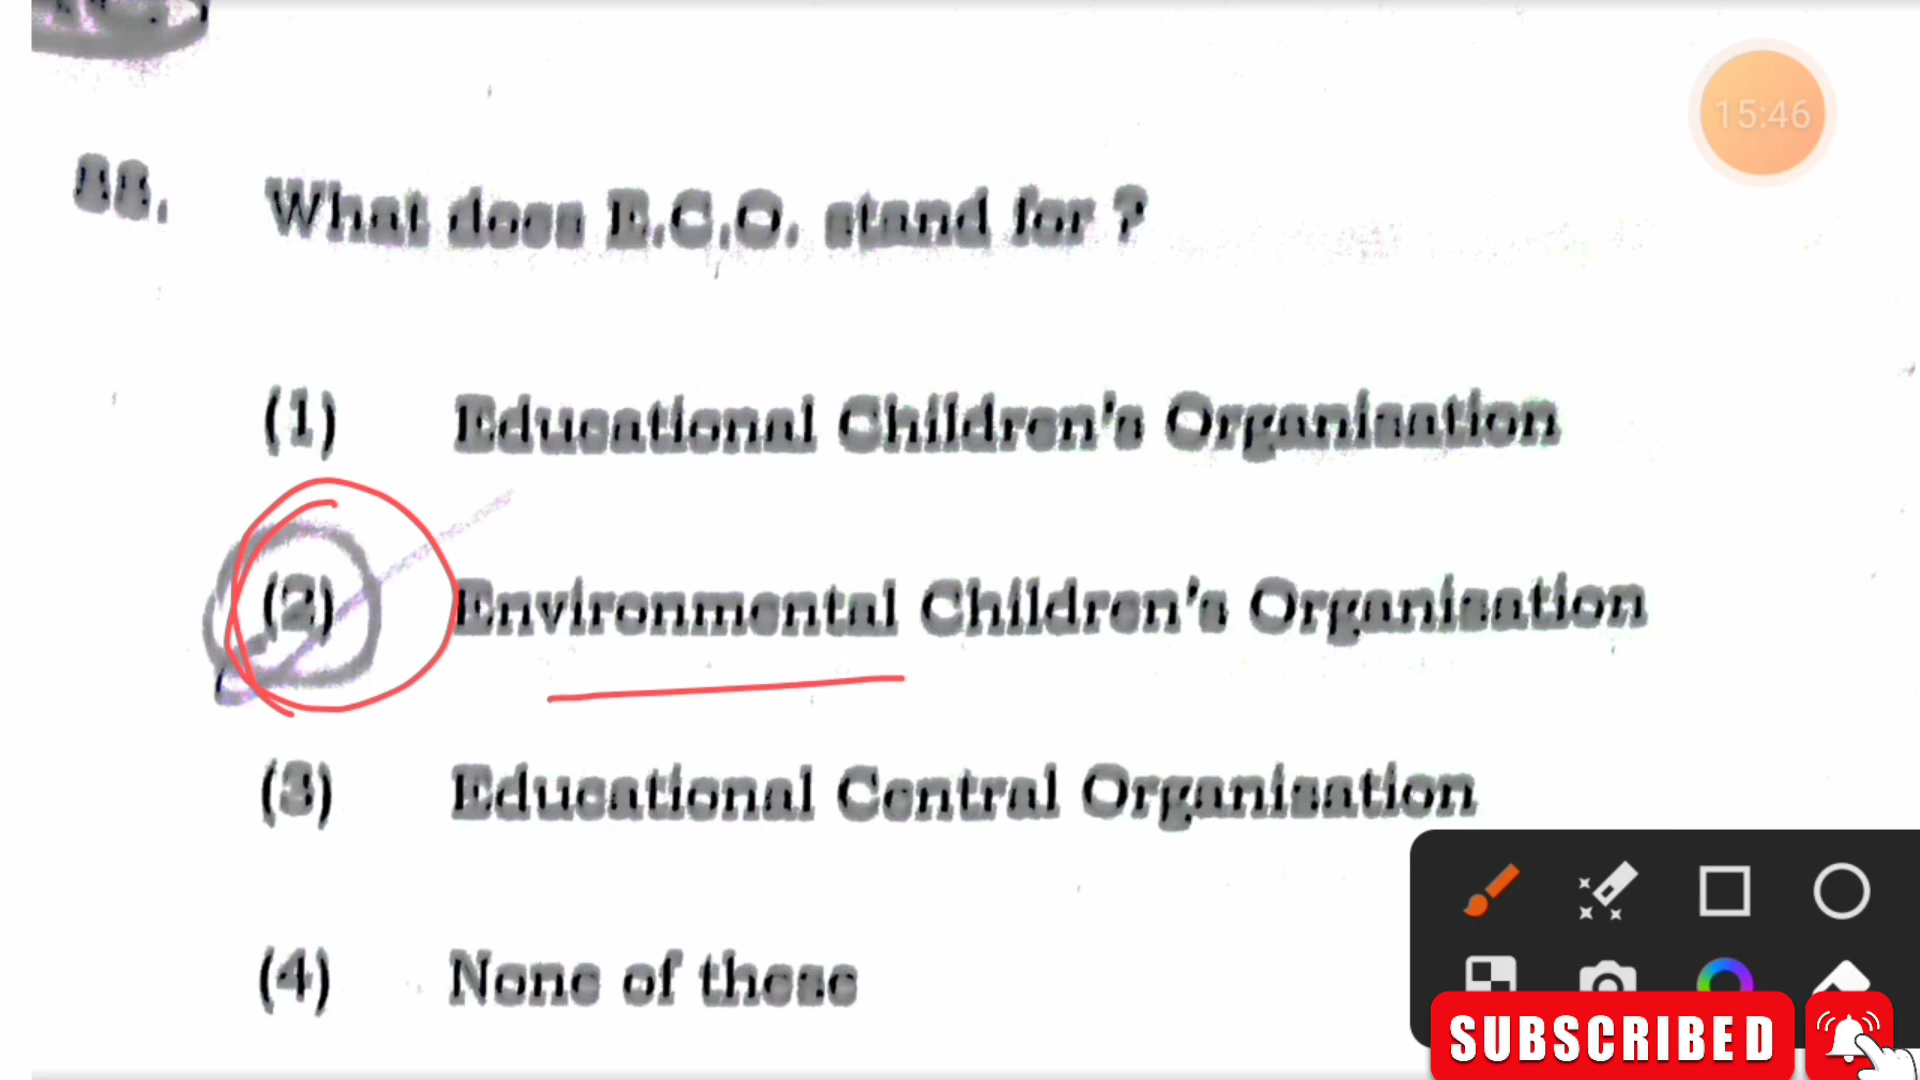 15:46
88. What does E.C.O. stand for ?
(1) Educational Children's Organisation
(2) Environmental Children's Organisation
(3) Educational Central Organisation
(4) None of these
SUBSCRIBED